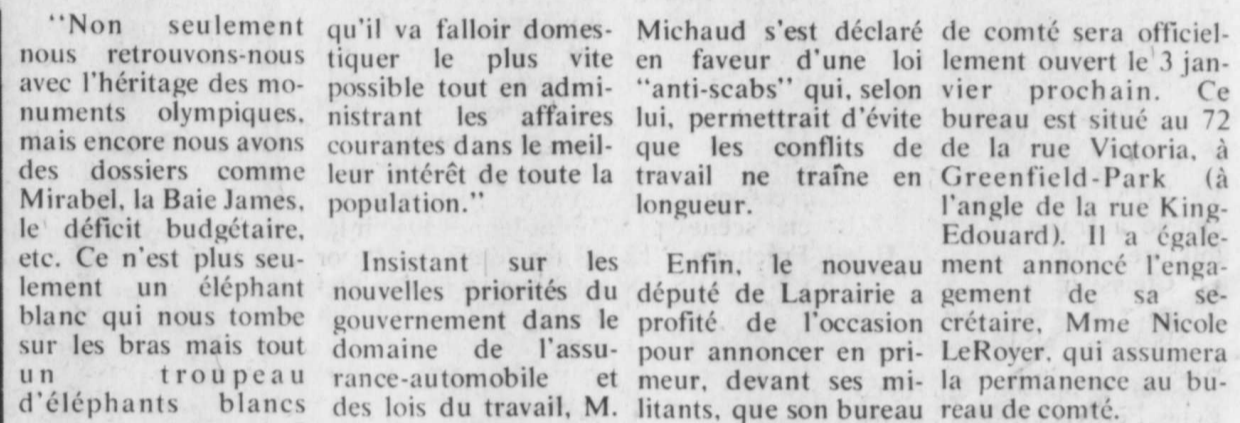 “Non seulement
nous retrouvons-nous
avec l'héritage des mo-
numents olympiques,
mais encore nous avons
des dossiers comme
Mirabel, la Baie James,
le déficit budgétaire,
etc. Ce n'est plus seu-
lement un éléphant
blanc qui nous tombe
sur les bras mais tout
un troupeau
d'éléphants blancs
qu'il va falloir domes-
tiquer le plus vite
possible tout en admi-
nistrant les affaires
courantes dans le meil-
leur intérêt de toute la
population.”
Insistant sur les
nouvelles priorités du
gouvernement dans le
domaine de l'assu-
rance-automobile et
des lois du travail, M.
Michaud s'est déclaré
en faveur d'une loi
“anti-scabs” qui, selon
lui, permettrait d'évite
que les conflits de
travail ne traîne en
longueur.
Enfin, le nouveau
député de Laprairie a
profité de l'occasion
pour annoncer en pri-
meur, devant ses mi-
litants, que son bureau
de comté sera officiel-
lement ouvert le 3 jan-
vier prochain. Ce
bureau est situé au 72
de la rue Victoria, à
Greenfield-Park (à
l'angle de la rue King-
Edouard). Il a égale-
ment annoncé l'enga-
gement de sa se-
crétaire, Mme Nicole
LeRoyer, qui assumera
la permanence au bu-
reau de comté.